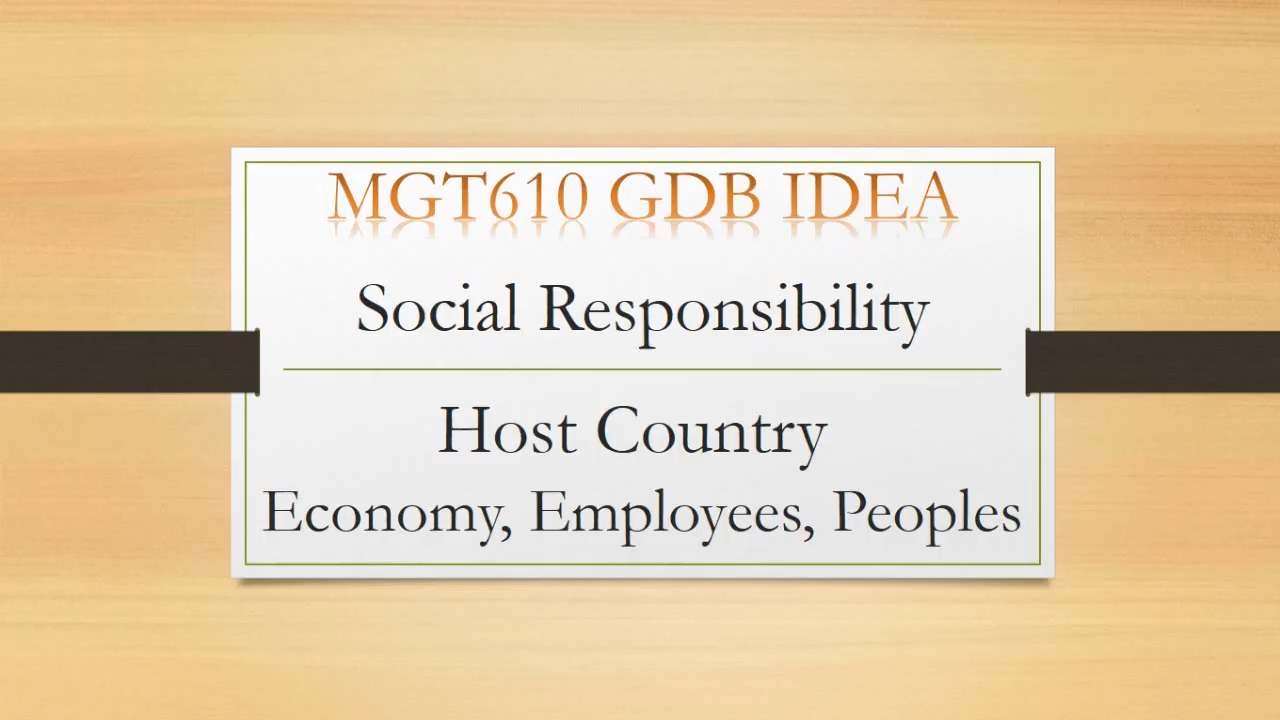 MGT610 GDB IDEA
Social Responsibility
Host Country
Economy, Employees, Peoples